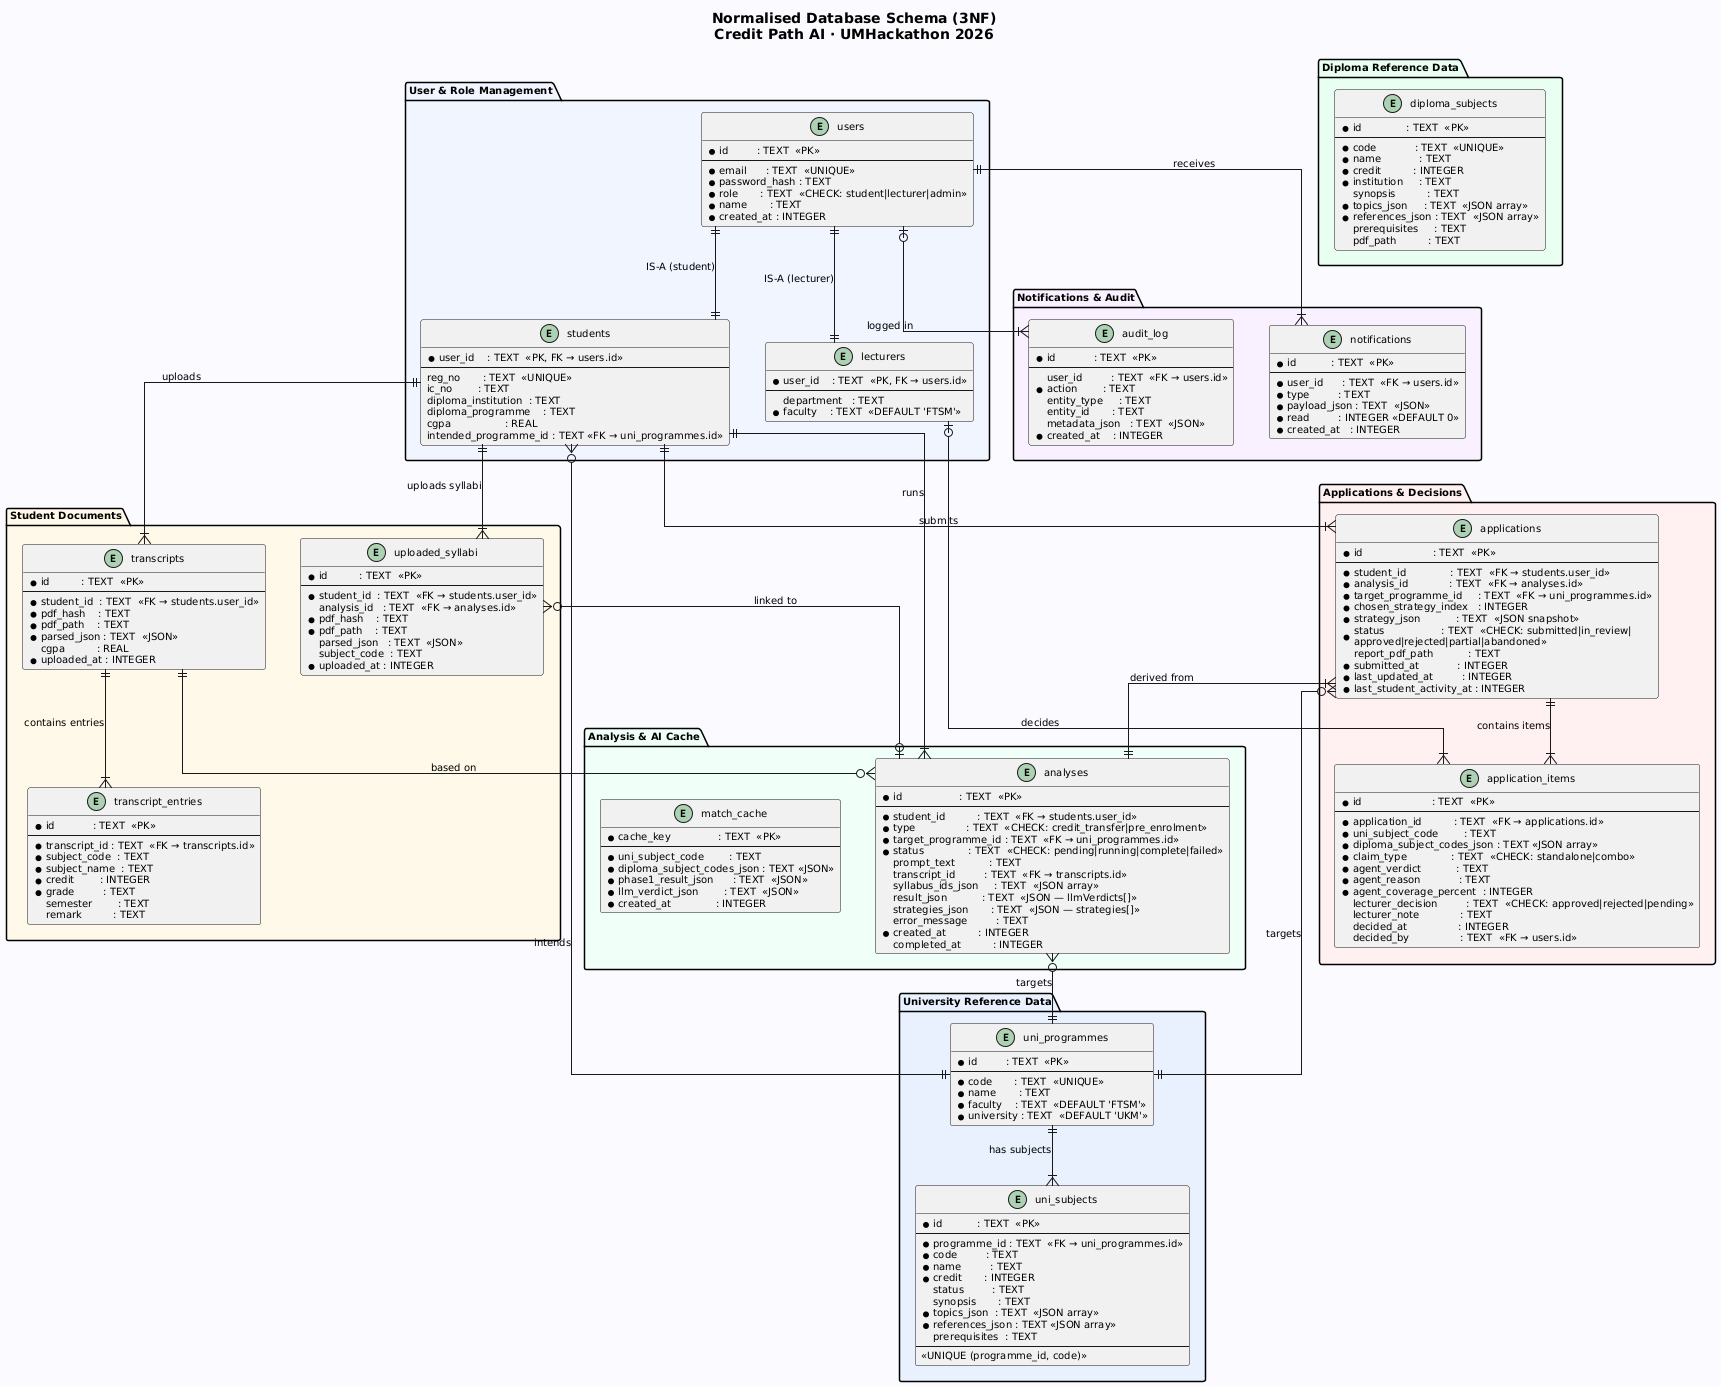 Normalised Database Schema (3NF)
Credit Path AI · UMHackathon 2026
Diploma Reference Data
E diploma_subjects
id : TEXT «PK»
code : TEXT «UNIQUE»
name : TEXT
credit : INTEGER
institution : TEXT
synopsis : TEXT
topics_json : TEXT «JSON array»
references_json : TEXT «JSON array»
prerequisites : TEXT
pdf_path : TEXT
User & Role Management
E users
id : TEXT «PK»
email : TEXT «UNIQUE»
password_hash : TEXT
role : TEXT «CHECK: student|lecturer|admin»
name : TEXT
created_at : INTEGER
receives
IS-A (student)
IS-A (lecturer)
logged in
E students
user_id : TEXT «PK, FK → users.id»
reg_no : TEXT «UNIQUE»
ic_no : TEXT
diploma_institution : TEXT
diploma_programme : TEXT
cgpa : REAL
intended_programme_id : TEXT «FK → uni_programmes.id»
E lecturers
user_id : TEXT «PK, FK → users.id»
department : TEXT
faculty : TEXT «DEFAULT 'FTSM'»
Notifications & Audit
E audit_log
id : TEXT «PK»
user_id : TEXT «FK → users.id»
action : TEXT
entity_type : TEXT
entity_id : TEXT
metadata_json : TEXT «JSON»
created_at : INTEGER
E notifications
id : TEXT «PK»
user_id : TEXT «FK → users.id»
type : TEXT
payload_json : TEXT «JSON»
read : INTEGER «DEFAULT 0»
created_at : INTEGER
uploads
uploads syllabi
runs
submits
Student Documents
E transcripts
id : TEXT «PK»
student_id : TEXT «FK → students.user_id»
pdf_hash : TEXT
pdf_path : TEXT
parsed_json : TEXT «JSON»
cgpa : REAL
uploaded_at : INTEGER
E uploaded_syllabi
id : TEXT «PK»
student_id : TEXT «FK → students.user_id»
analysis_id : TEXT «FK → analyses.id»
pdf_hash : TEXT
pdf_path : TEXT
parsed_json : TEXT «JSON»
subject_code : TEXT
uploaded_at : INTEGER
linked to
contains entries
based on
E transcript_entries
id : TEXT «PK»
transcript_id : TEXT «FK → transcripts.id»
subject_code : TEXT
subject_name : TEXT
credit : INTEGER
grade : TEXT
semester : TEXT
remark : TEXT
Applications & Decisions
E applications
id : TEXT «PK»
student_id : TEXT «FK → students.user_id»
analysis_id : TEXT «FK → analyses.id»
target_programme_id : TEXT «FK → uni_programmes.id»
chosen_strategy_index : INTEGER
strategy_json : TEXT «JSON snapshot»
status : TEXT «CHECK: submitted|in_review|
approved|rejected|partial|abandoned»
report_pdf_path : TEXT
submitted_at : INTEGER
last_updated_at : INTEGER
last_student_activity_at : INTEGER
derived from
decides
contains items
E application_items
id : TEXT «PK»
application_id : TEXT «FK → applications.id»
uni_subject_code : TEXT
diploma_subject_codes_json : TEXT «JSON array»
claim_type : TEXT «CHECK: standalone|combo»
agent_verdict : TEXT
agent_reason : TEXT
agent_coverage_percent : INTEGER
lecturer_decision : TEXT «CHECK: approved|rejected|pending»
lecturer_note : TEXT
decided_at : INTEGER
decided_by : TEXT «FK → users.id»
Analysis & AI Cache
E match_cache
cache_key : TEXT «PK»
uni_subject_code : TEXT
diploma_subject_codes_json : TEXT «JSON»
phase1_result_json : TEXT «JSON»
llm_verdict_json : TEXT «JSON»
created_at : INTEGER
E analyses
id : TEXT «PK»
student_id : TEXT «FK → students.user_id»
type : TEXT «CHECK: credit_transfer|pre_enrolment»
target_programme_id : TEXT «FK → uni_programmes.id»
status : TEXT «CHECK: pending|running|complete|failed»
prompt_text : TEXT
transcript_id : TEXT «FK → transcripts.id»
syllabus_ids_json : TEXT «JSON array»
result_json : TEXT «JSON — llmVerdicts[]»
strategies_json : TEXT «JSON — strategies[]»
error_message : TEXT
created_at : INTEGER
completed_at : INTEGER
intends
targets
targets
University Reference Data
E uni_programmes
id : TEXT «PK»
code : TEXT «UNIQUE»
name : TEXT
faculty : TEXT «DEFAULT 'FTSM'»
university : TEXT «DEFAULT 'UKM'»
has subjects
E uni_subjects
id : TEXT «PK»
programme_id : TEXT «FK → uni_programmes.id»
code : TEXT
name : TEXT
credit : INTEGER
status : TEXT
synopsis : TEXT
topics_json : TEXT «JSON array»
references_json : TEXT «JSON array»
prerequisites : TEXT
«UNIQUE (programme_id, code)»